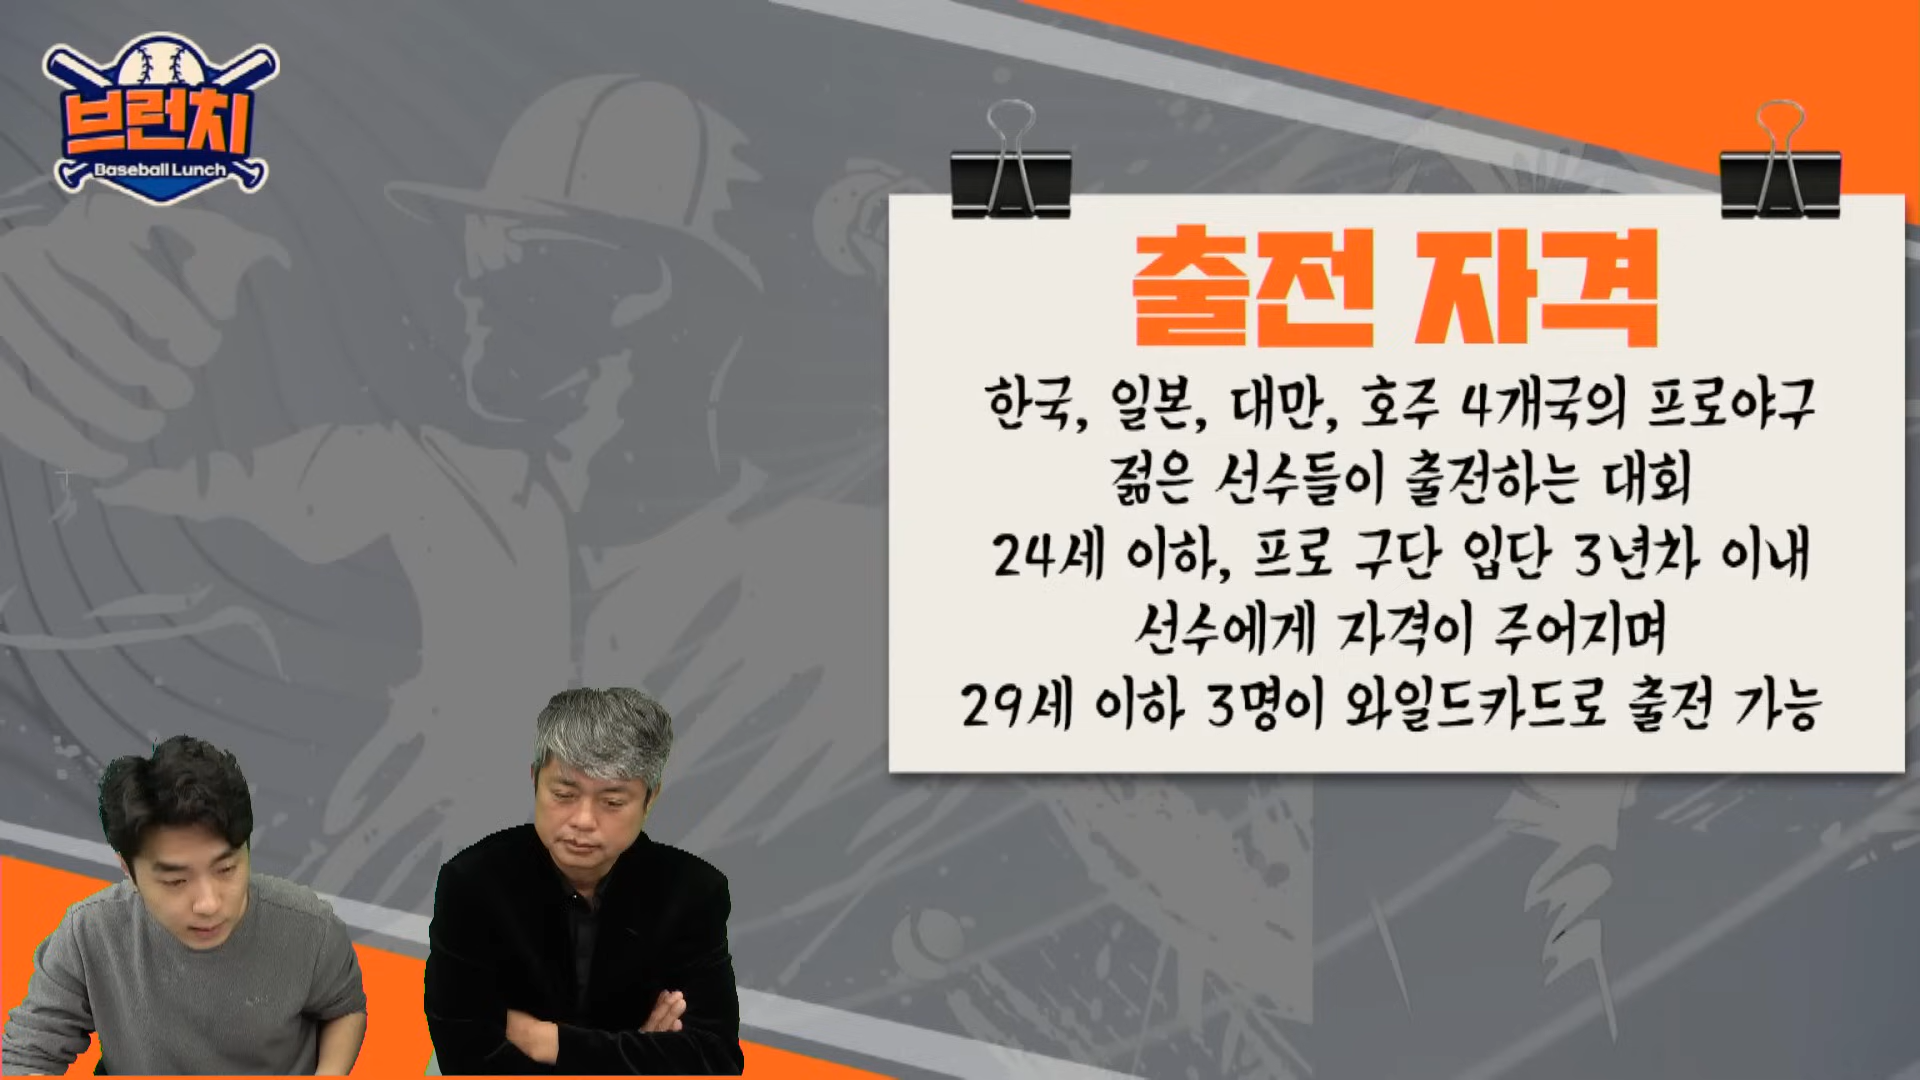 브런치
Baseball Lunch
출전 자격
한국, 일본, 대만, 호주 4개국의 프로야구
젊은 선수들이 출전하는 대회
24세 이하, 프로 구단 입단 3년차 이내
선수에게 자격이 주어지며
29세 이하 3명이 와일드카드로 출전 가능